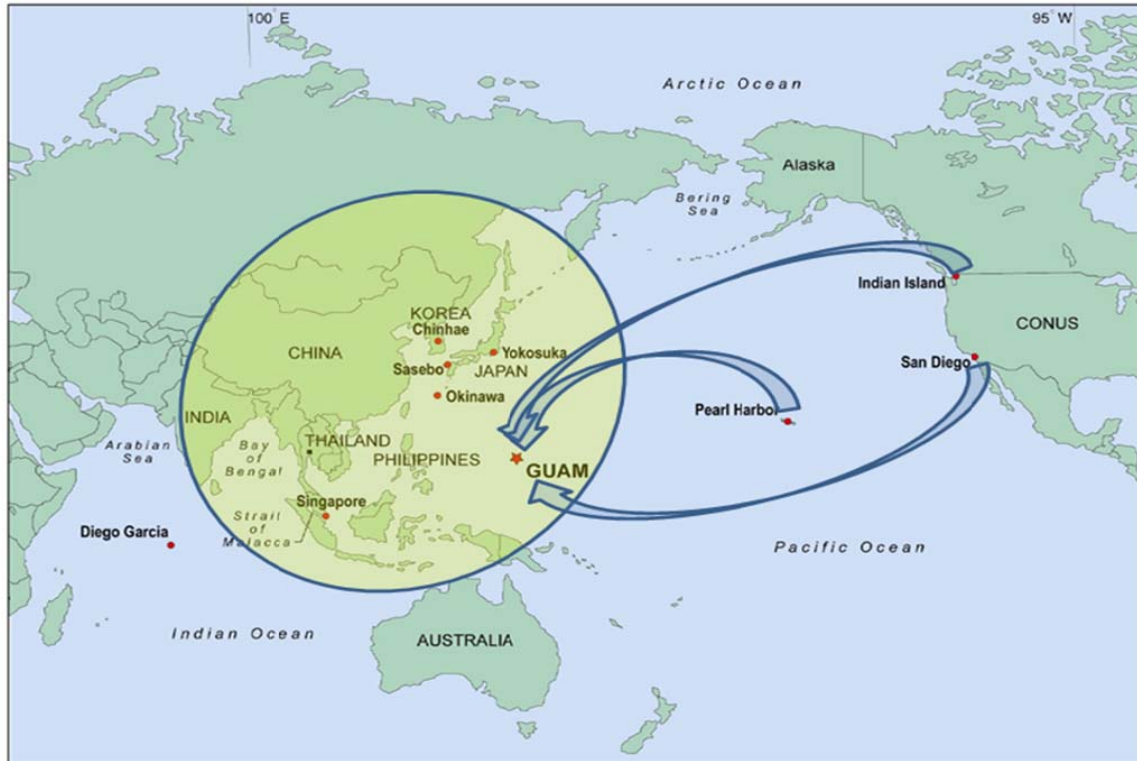 100 E
95 W
Arctic Ocean
Alaska
Bering
Sea
Indian Island
KOREA
Chinhae
CONUS
CHINA
Yokosuka
Sasebo
JAPAN
San Diego
Okinawa
Pearl Harbor
INDIA
Arabian
Sea
Bay
of
Bengal
THAILAND
PHILIPPINES
GUAM
Singapore
Strait
of
Malacca
Diego Garcia
Pacific Ocean
Indian Ocean
AUSTRALIA